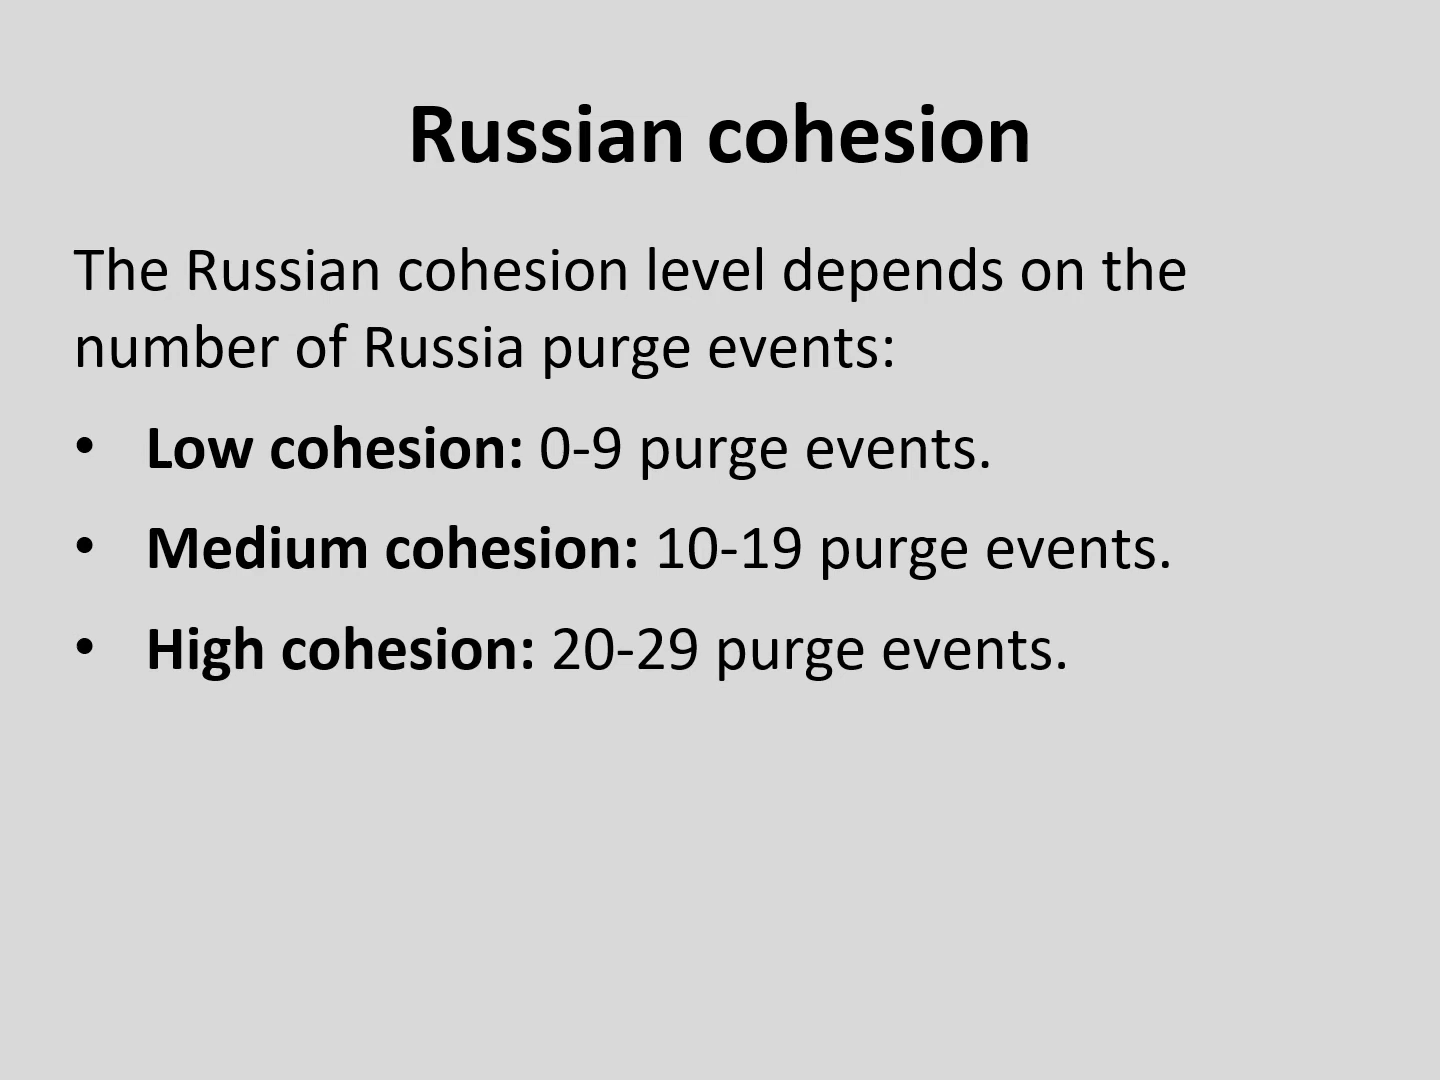 Russian cohesion
The Russian cohesion level depends on the
number of Russia purge events:
• Low cohesion: 0-9 purge events.
• Medium cohesion: 10-19 purge events.
• High cohesion: 20-29 purge events.